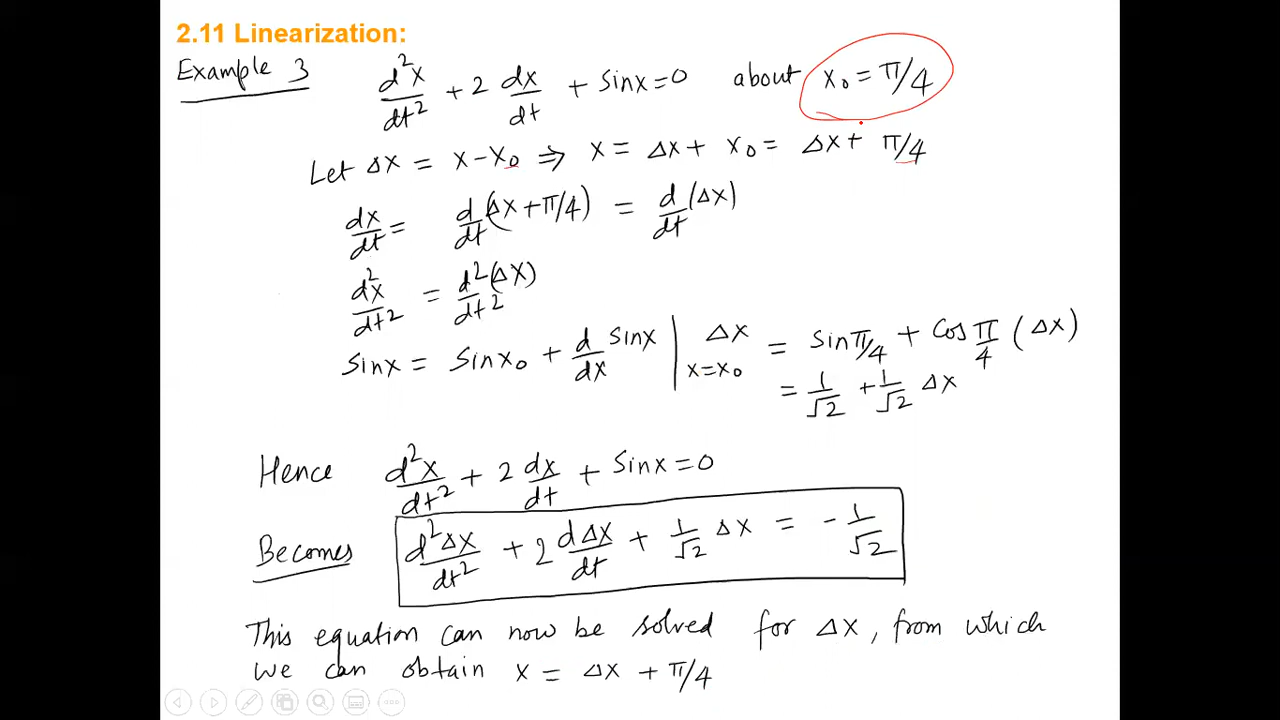 2.11 Linearization:
Example 3 d²x/dt² + 2 dx/dt + sinx = 0 about x₀ = π/4
Let Δx = x-x₀ ⇒ x = Δx + x₀ = Δx + π/4
dx/dt = d/dt (Δx + π/4) = d/dt (Δx)
d²x/dt² = d²/dt² (Δx)
sinx = sinx₀ + d/dx sinx | x=x₀ Δx = sin π/4 + cos π/4 (Δx)
= 1/√2 + 1/√2 Δx
Hence d²x/dt² + 2 dx/dt + sinx = 0
Becomes d²Δx/dt² + 2 dΔx/dt + 1/√2 Δx = - 1/√2
This equation can now be solved for Δx, from which
we can obtain x = Δx + π/4